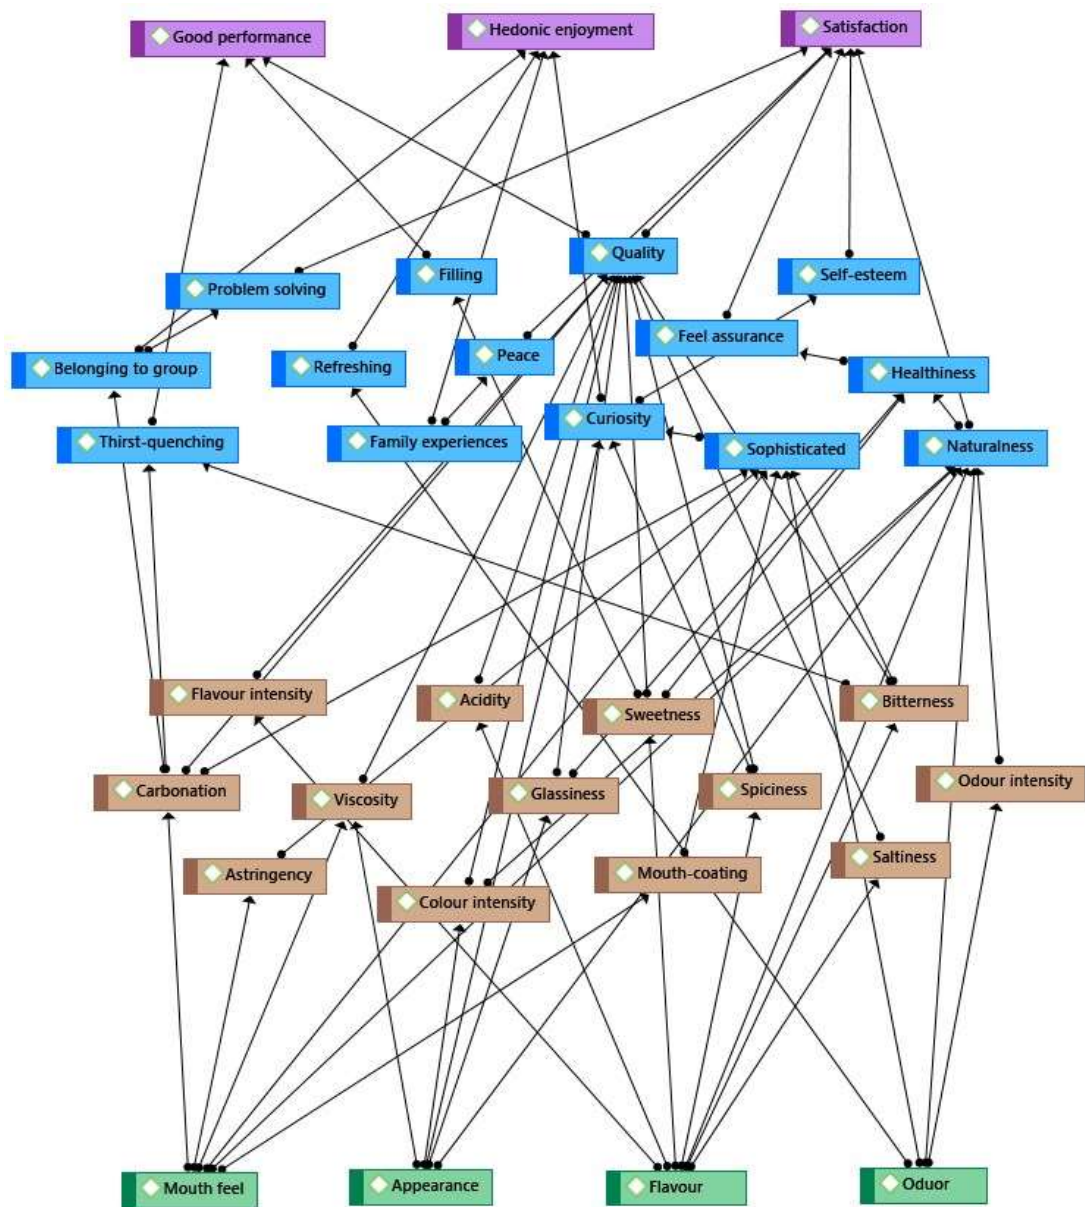 Good performance
Hedonic enjoyment
Satisfaction
Quality
Problem solving
Filling
Self-esteem
Feel assurance
Belonging to group
Refreshing
Peace
Healthiness
Thirst-quenching
Family experiences
Curiosity
Sophisticated
Naturalness
Flavour intensity
Acidity
Sweetness
Bitterness
Carbonation
Viscosity
Glassiness
Spiciness
Odour intensity
Astringency
Colour intensity
Mouth-coating
Saltiness
Mouth feel
Appearance
Flavour
Oduor